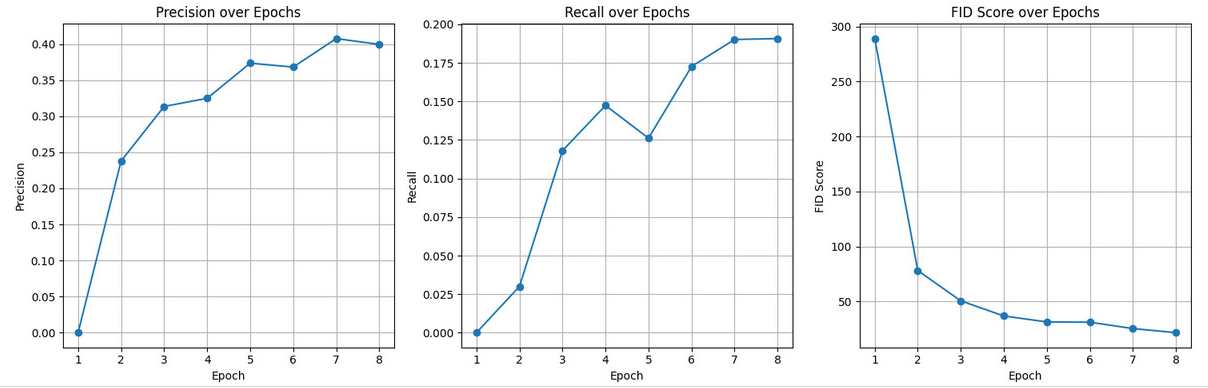 Precision over Epochs
0.40
0.35
0.30
0.25
0.20
0.15
0.10
0.05
0.00
Precision
1 2 3 4 5 6 7 8
Epoch
Recall over Epochs
0.200
0.175
0.150
0.125
0.100
0.075
0.050
0.025
0.000
Recall
1 2 3 4 5 6 7 8
Epoch
FID Score over Epochs
300
250
200
150
100
50
FID Score
1 2 3 4 5 6 7 8
Epoch